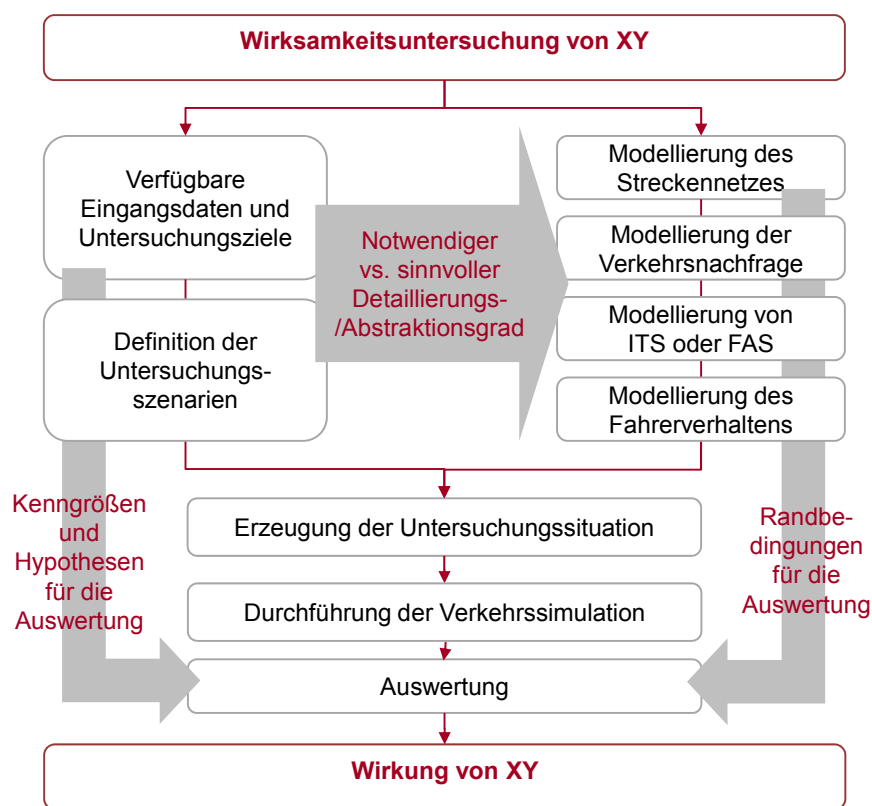 Wirksamkeitsuntersuchung von XY
Verfügbare
Eingangsdaten und
Untersuchungsziele
Definition der
Untersuchungs-
szenarien
Notwendiger
vs. sinnvoller
Detaillierungs-
/Abstraktionsgrad
Modellierung des
Streckennetzes
Modellierung der
Verkehrsnachfrage
Modellierung von
ITS oder FAS
Modellierung des
Fahrerverhaltens
Kenngrößen
und
Hypothesen
für die
Auswertung
Erzeugung der Untersuchungssituation
Durchführung der Verkehrssimulation
Auswertung
Randbe-
dingungen
für die
Auswertung
Wirkung von XY